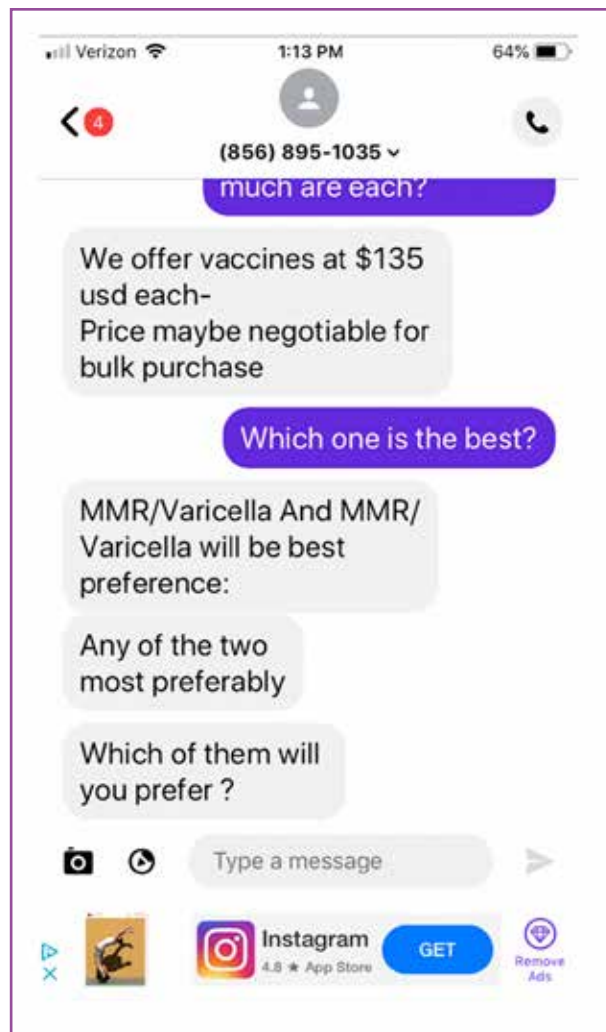 Verizon 1:13 PM 64%
4
(856) 895-1035
much are each?
We offer vaccines at $135
usd each-
Price maybe negotiable for
bulk purchase
Which one is the best?
MMR/Varicella And MMR/
Varicella will be best
preference:
Any of the two
most preferably
Which of them will
you prefer ?
Type a message
Instagram
4.8 ★ App Store
GET
Remove
Ads